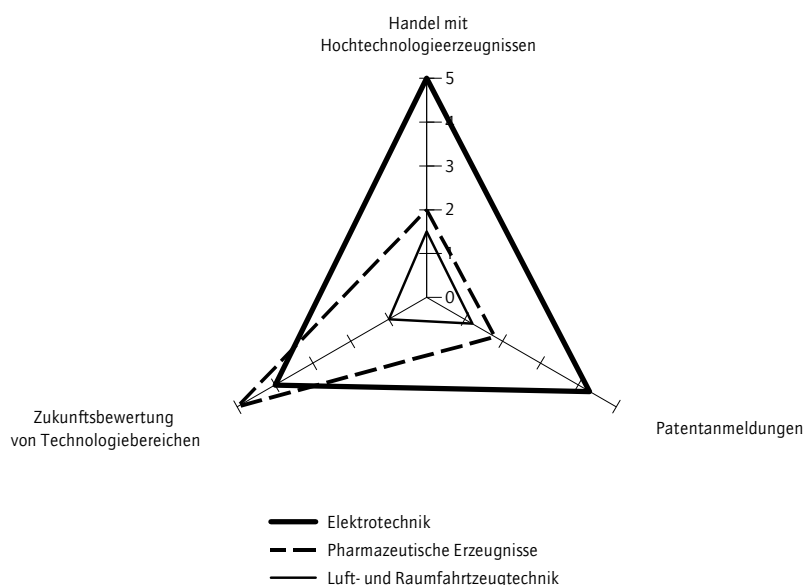 Handel mit
Hochtechnologieerzeugnissen
5
4
3
2
1
0
Zukunftsbewertung
von Technologiebereichen
Patentanmeldungen
Elektrotechnik
Pharmazeutische Erzeugnisse
Luft- und Raumfahrtzeugtechnik